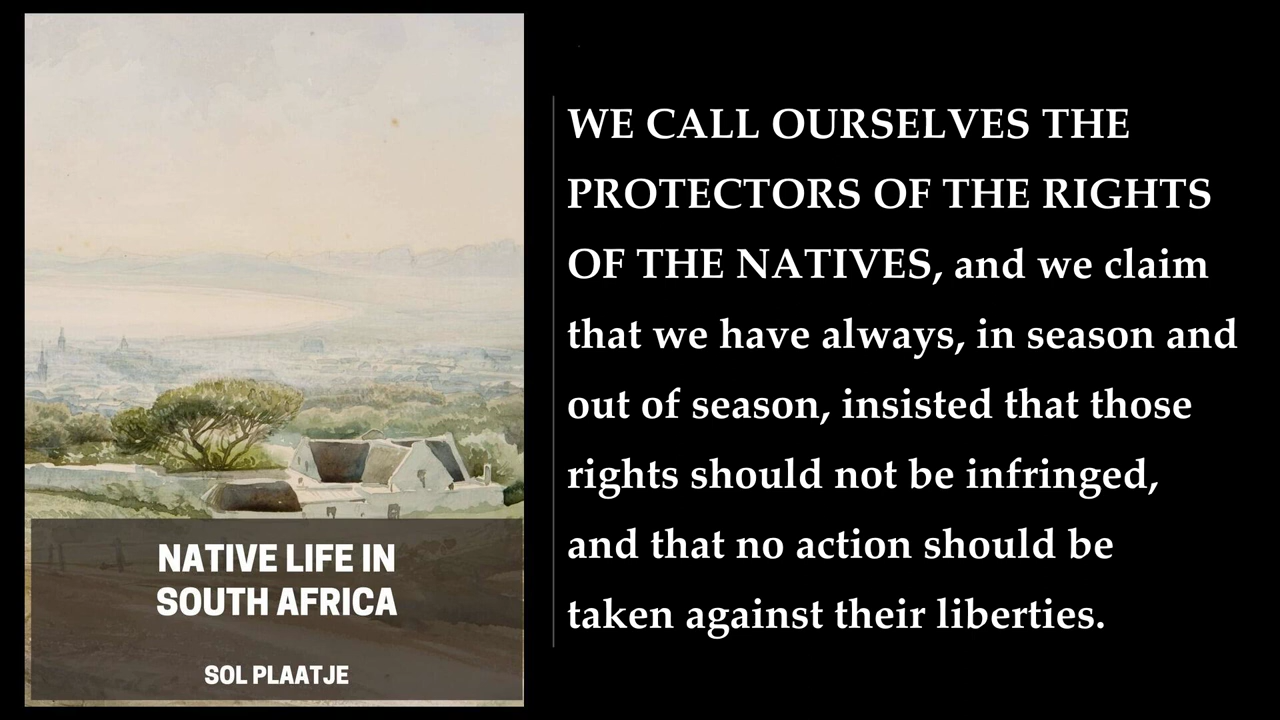 NATIVE LIFE IN
SOUTH AFRICA
SOL PLAATJE
WE CALL OURSELVES THE
PROTECTORS OF THE RIGHTS
OF THE NATIVES, and we claim
that we have always, in season and
out of season, insisted that those
rights should not be infringed,
and that no action should be
taken against their liberties.